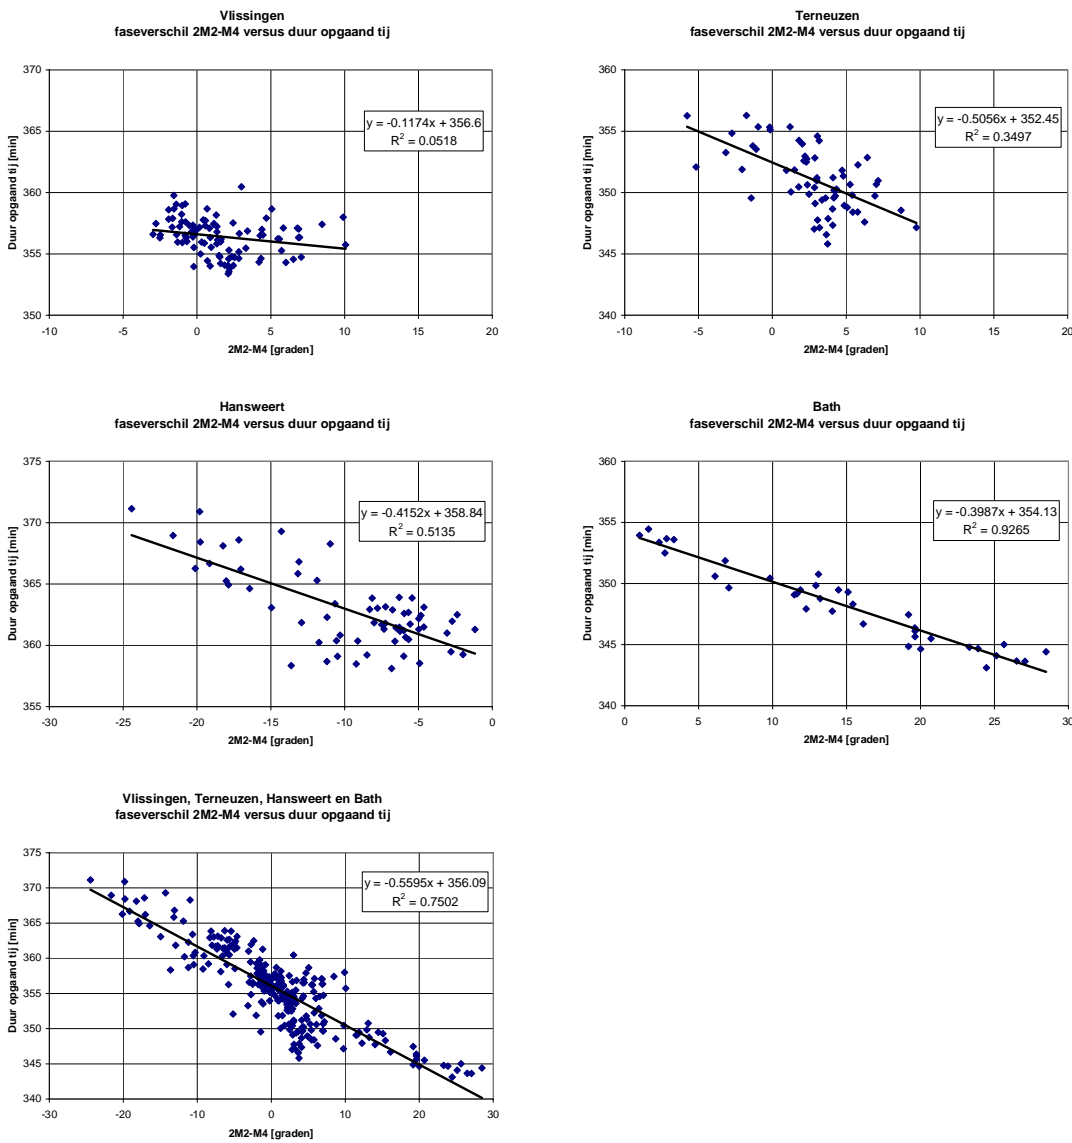 Vlissingen
faseverschil 2M2-M4 versus duur opgaand tij
Duur opgaand tij [min]
370
365
360
355
350
y = -0.1174x + 356.6
R² = 0.0518
-10
-5
0
5
10
15
20
2M2-M4 [graden]
Terneuzen
faseverschil 2M2-M4 versus duur opgaand tij
Duur opgaand tij [min]
360
355
350
345
340
y = -0.5056x + 352.45
R² = 0.3497
-10
-5
0
5
10
15
20
2M2-M4 [graden]
Hansweert
faseverschil 2M2-M4 versus duur opgaand tij
Duur opgaand tij [min]
375
370
365
360
355
y = -0.4152x + 358.84
R² = 0.5135
-30
-25
-20
-15
-10
-5
0
2M2-M4 [graden]
Bath
faseverschil 2M2-M4 versus duur opgaand tij
Duur opgaand tij [min]
360
355
350
345
340
y = -0.3987x + 354.13
R² = 0.9265
0
5
10
15
20
25
30
2M2-M4 [graden]
Vlissingen, Terneuzen, Hansweert en Bath
faseverschil 2M2-M4 versus duur opgaand tij
Duur opgaand tij [min]
375
370
365
360
355
350
345
340
y = -0.5595x + 356.09
R² = 0.7502
-30
-20
-10
0
10
20
30
2M2-M4 [graden]